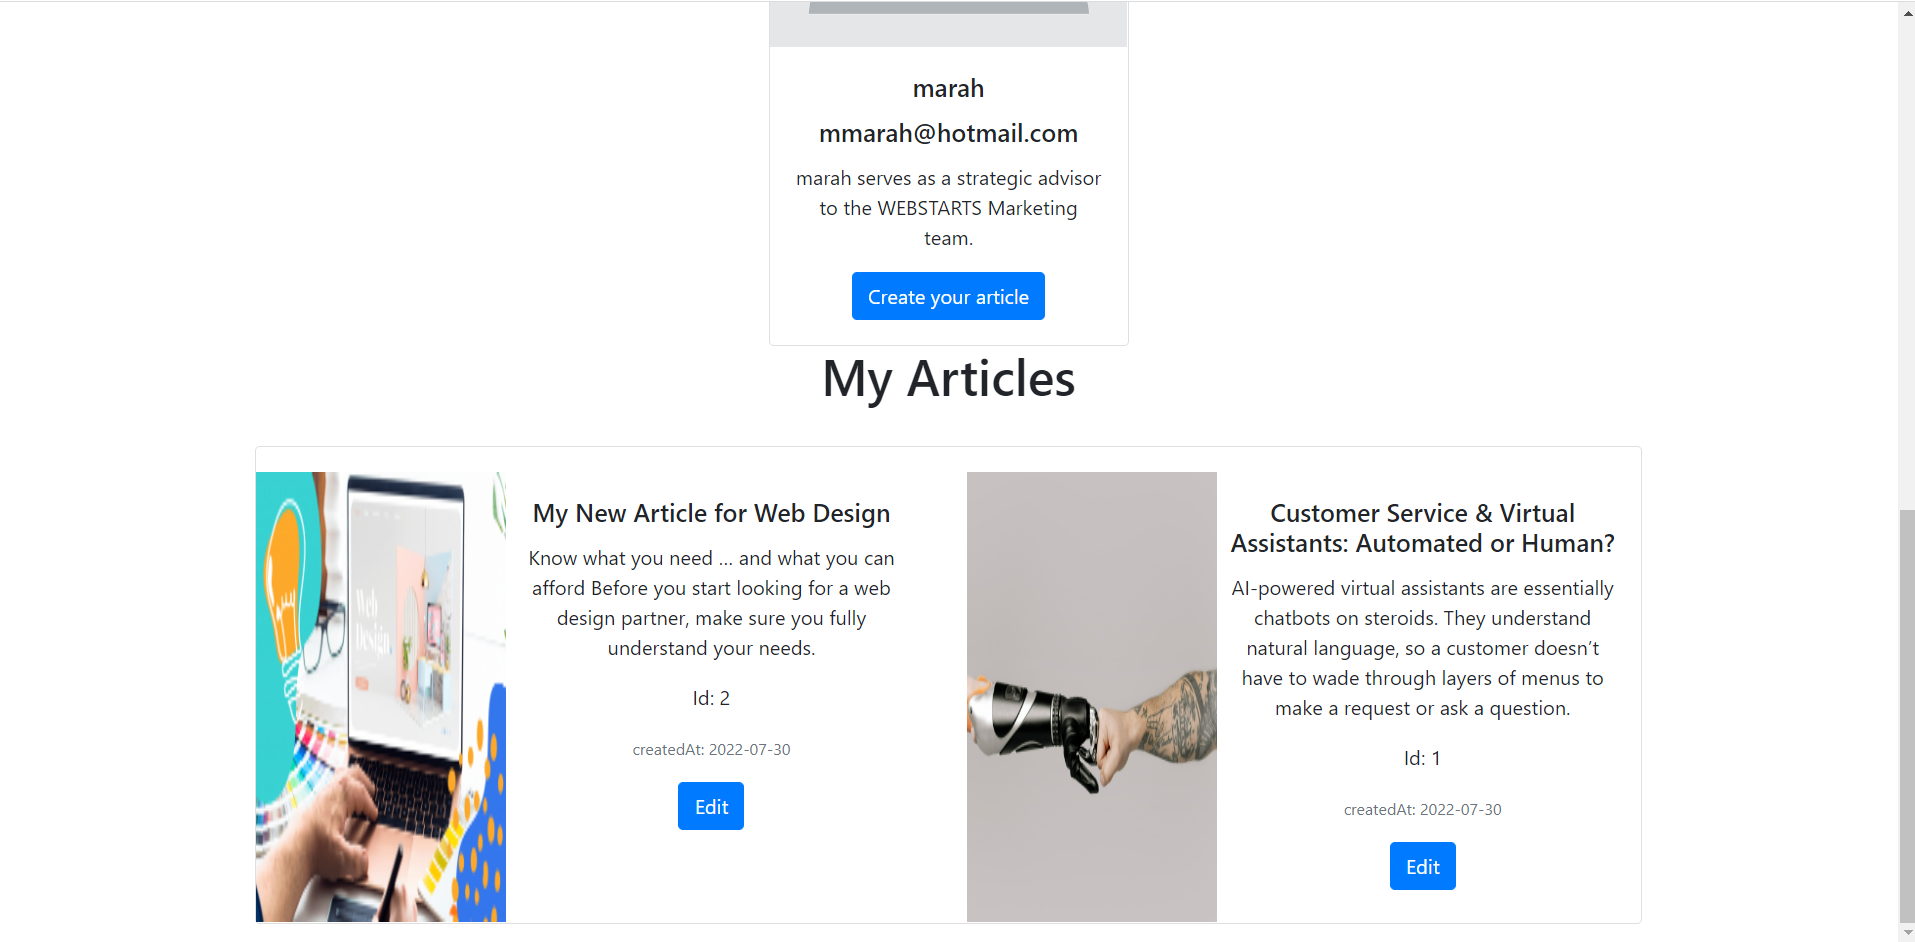 marah
mmarah@hotmail.com
marah serves as a strategic advisor
to the WEBSTARTS Marketing
team.
Create your article
My Articles
Web
Design.
My New Article for Web Design
Know what you need ... and what you can
afford Before you start looking for a web
design partner, make sure you fully
understand your needs.
Id: 2
createdAt: 2022-07-30
Edit
Customer Service & Virtual
Assistants: Automated or Human?
AI-powered virtual assistants are essentially
chatbots on steroids. They understand
natural language, so a customer doesn’t
have to wade through layers of menus to
make a request or ask a question.
Id: 1
createdAt: 2022-07-30
Edit